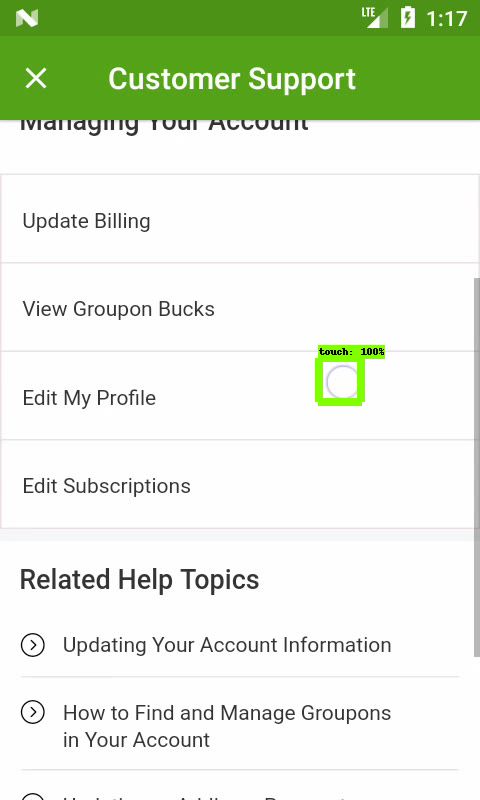 LTE 1:17
Customer Support
Managing Your Account
Update Billing
View Groupon Bucks
touch: 100%
Edit My Profile
Edit Subscriptions
Related Help Topics
Updating Your Account Information
How to Find and Manage Groupons
in Your Account